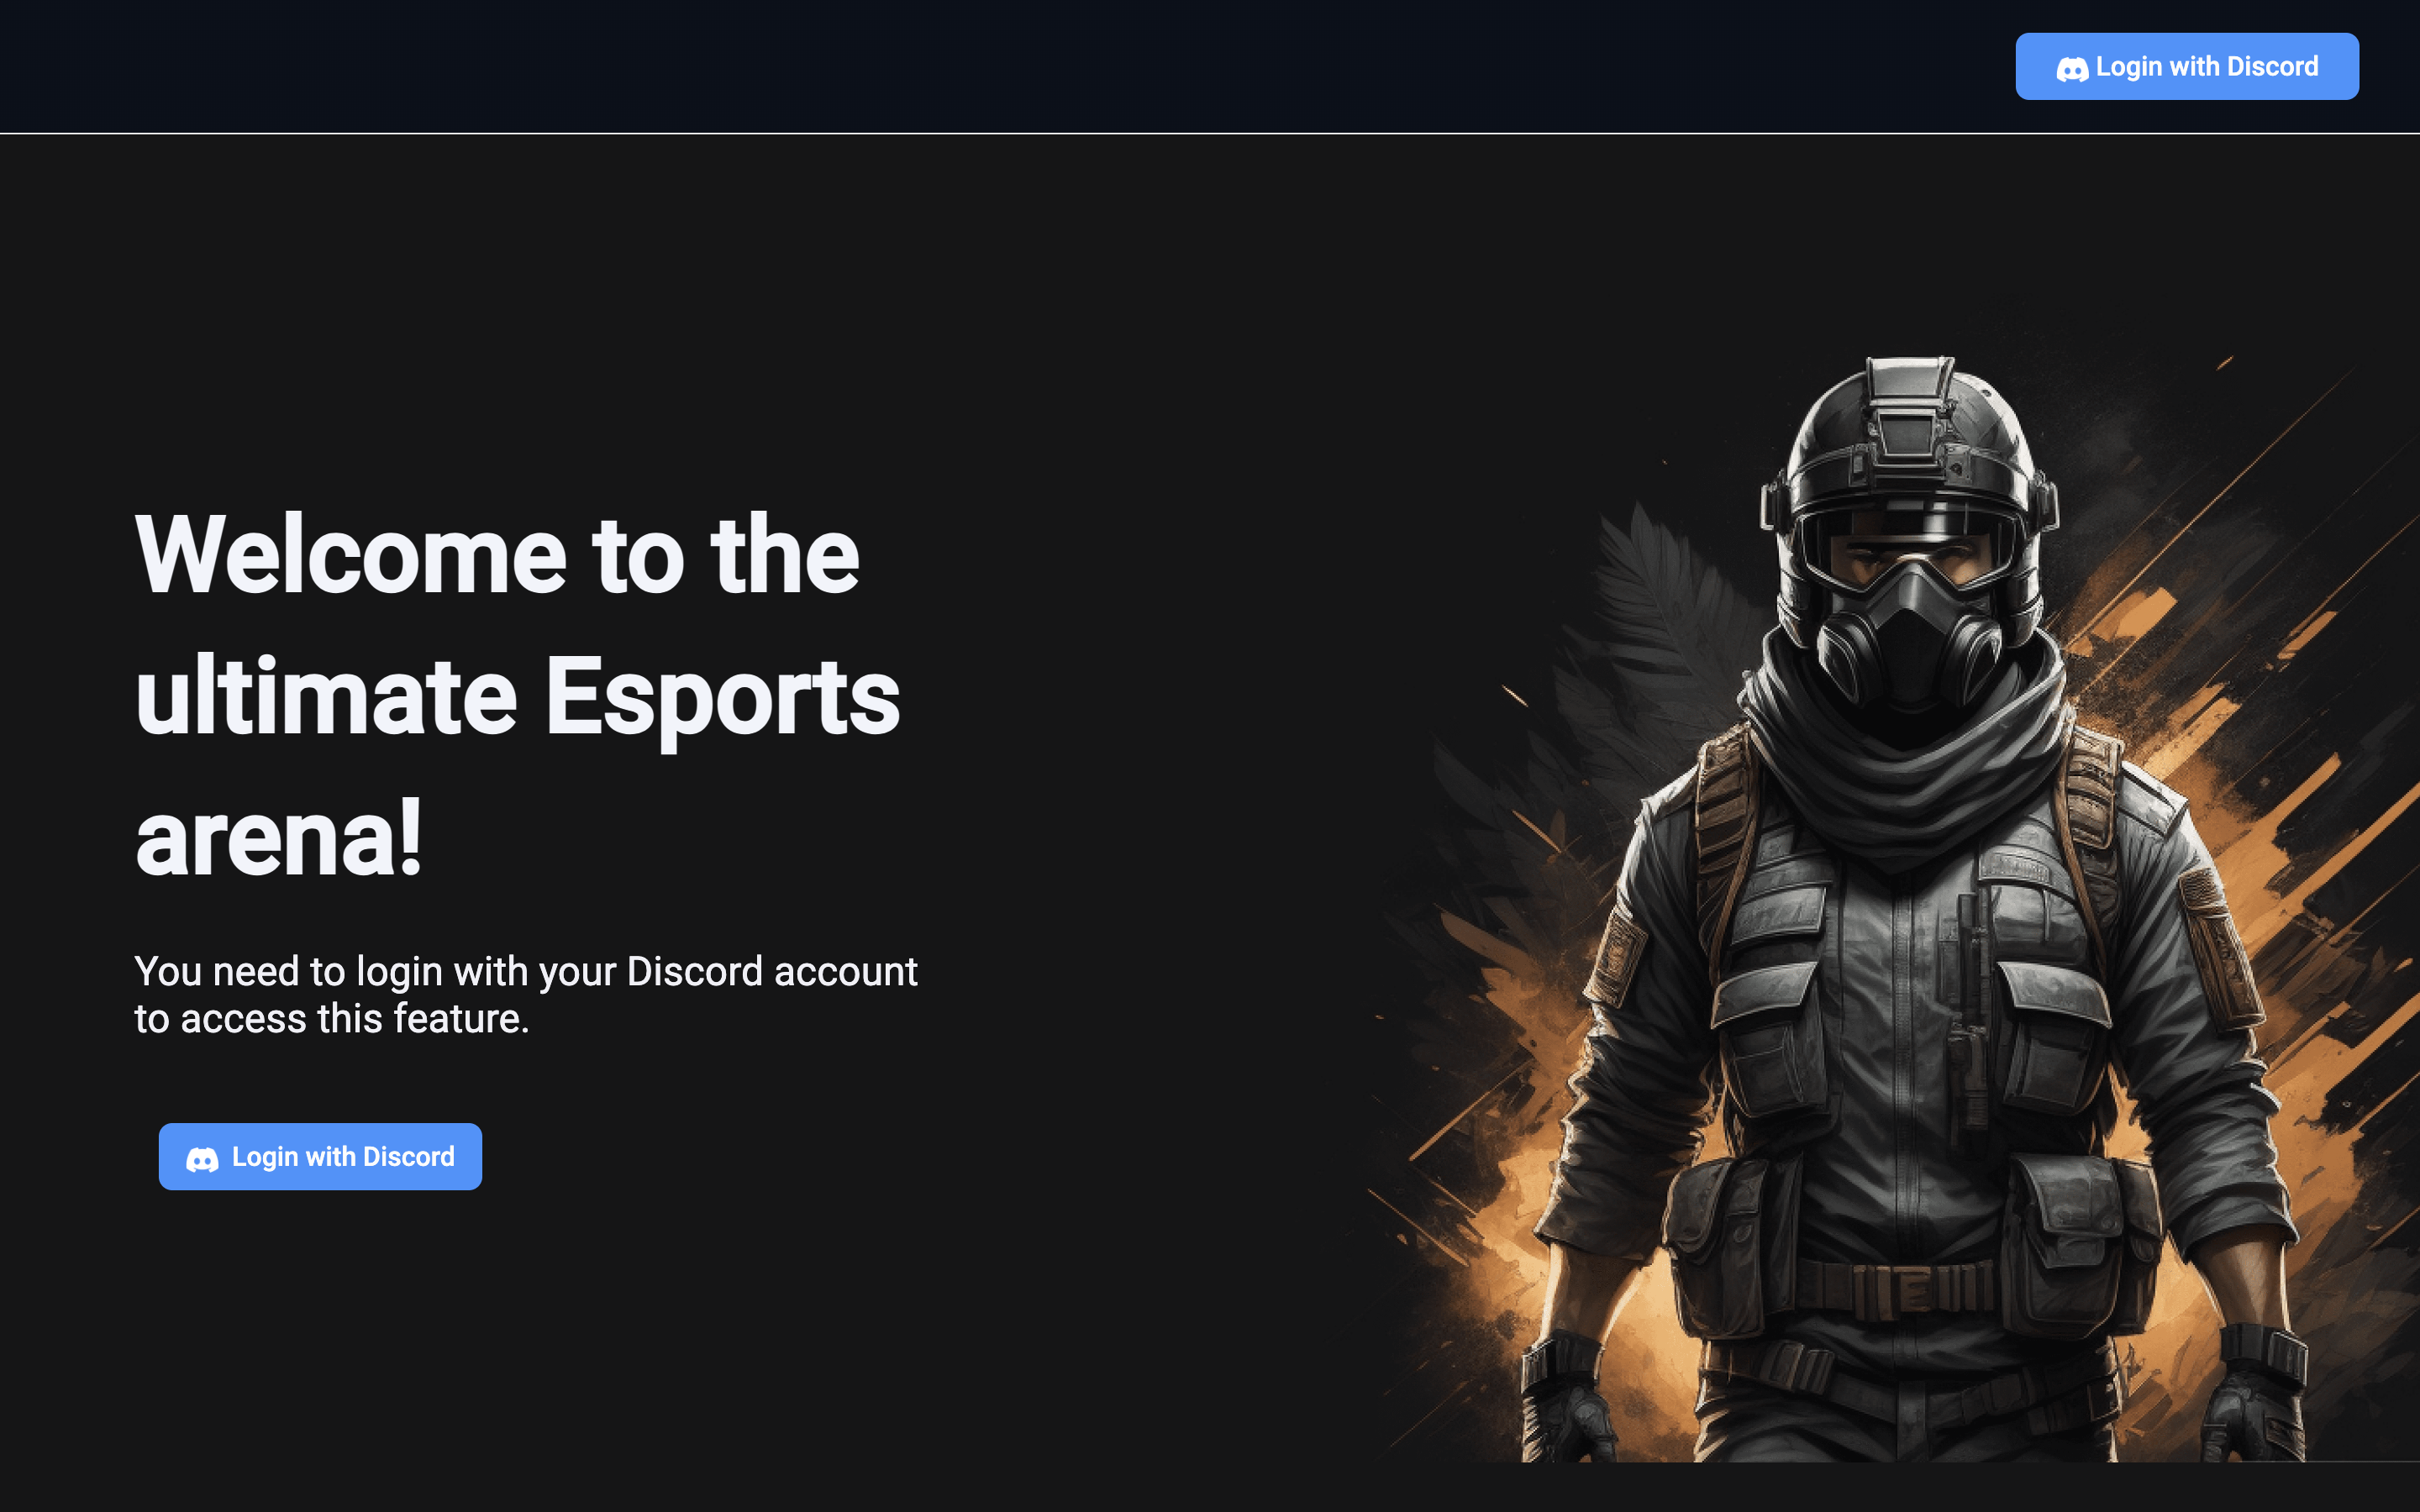 Login with Discord
Welcome to the
ultimate Esports
arena!
You need to login with your Discord account
to access this feature.
Login with Discord